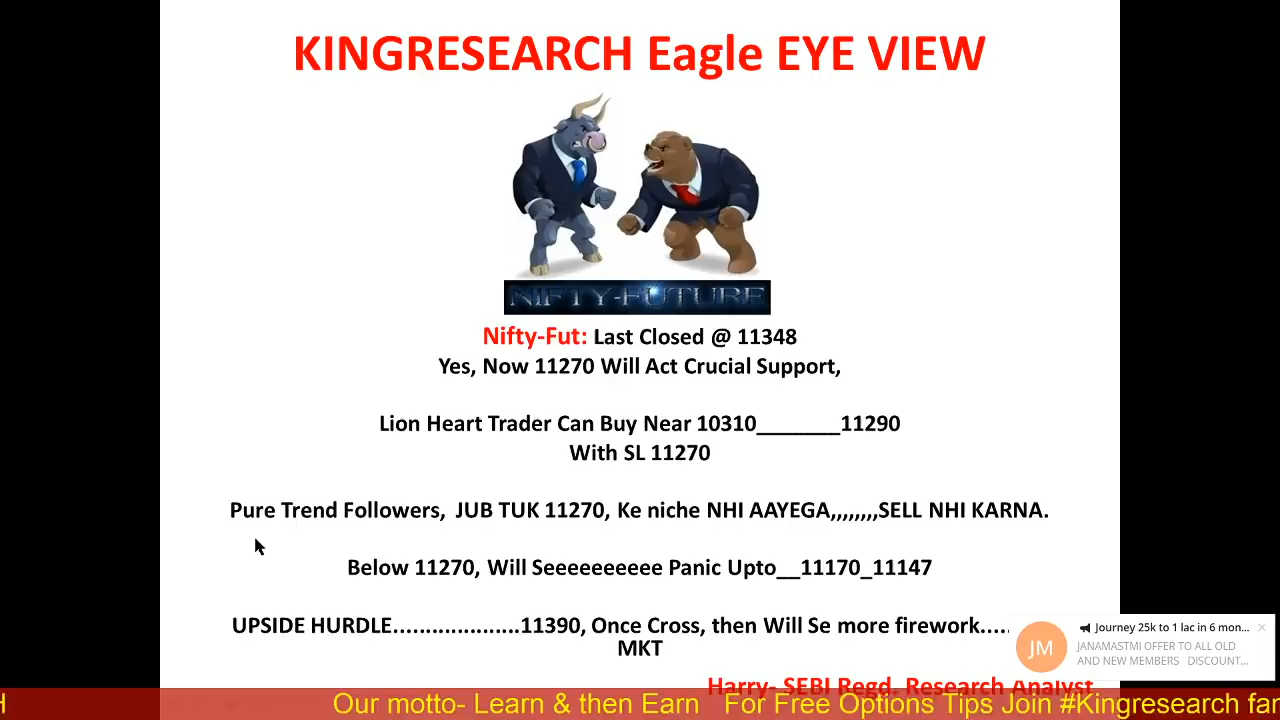 KINGRESEARCH Eagle EYE VIEW
NIFTY-FUTURE
Nifty-Fut: Last Closed @ 11348
Yes, Now 11270 Will Act Crucial Support,
Lion Heart Trader Can Buy Near 10310_______11290
With SL 11270
Pure Trend Followers, JUB TUK 11270, Ke niche NHI AAYEGA,,,,,,,,SELL NHI KARNA.
Below 11270, Will Seeeeeeeeee Panic Upto__11170_11147
UPSIDE HURDLE....................11390, Once Cross, then Will Se more firework.....
MKT
Journey 25k to 1 lac in 6 mon...
JM
JANAMASTMI OFFER TO ALL OLD
AND NEW MEMBERS DISCOUNT...
Harry- SEBI Regd. Research Analyst
H Our motto- Learn & then Earn For Free Options Tips Join #Kingresearch far